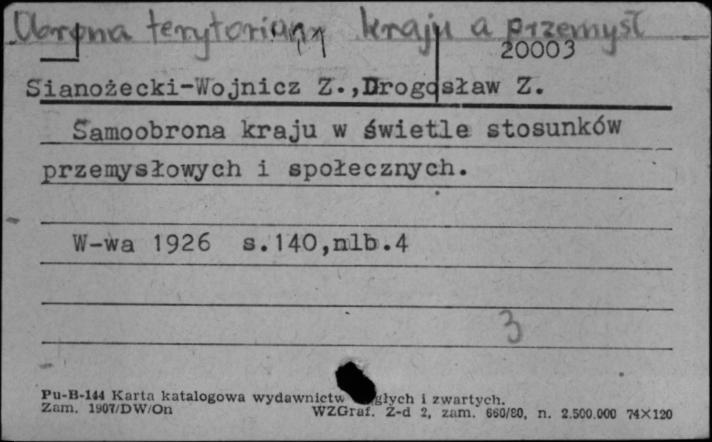 Obrona terytorialna kraju a przemysł
20003
Sianożecki-Wojnicz Z.,Drogosław Z.
Samoobrona kraju w świetle stosunków
przemysłowych i społecznych.
W-wa 1926 s.140,nlb.4
3
Pu-B-144 Karta katalogowa wydawnictw głych i zwartych.
Zam. 1907/DW/On WZGraf. Z-d 2, zam. 660/80, n. 2.500.000 74×120